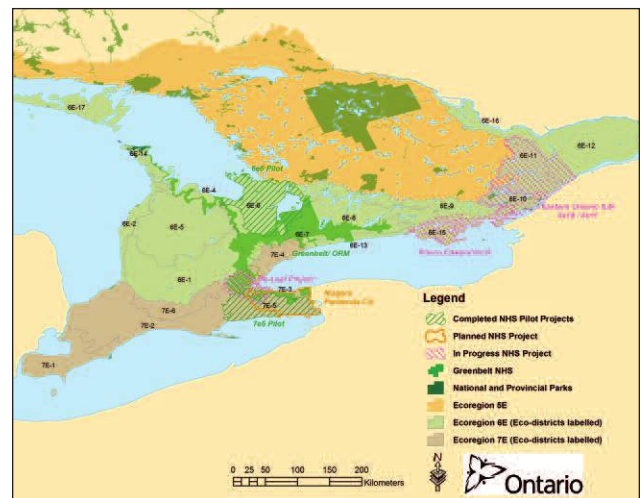 6E-17
6E-16
6E-12
6E-14
6E-11
6e6 Pilot
6E-4
6E-6
6E-10
6E-2
6E-5
6E-8
6E-9
6E-15
6E-7
6E-13
Greenbelt/ ORM
7E-4
6E-1
7E-3
Niagara
7E-6
7E-5
7E-2
7e5 Pilot
7E-1
Legend
Completed NHS Pilot Projects
Planned NHS Project
In Progress NHS Project
Greenbelt NHS
National and Provincial Parks
Ecoregion 5E
Ecoregion 6E (Eco-districts labelled)
Ecoregion 7E (Eco-districts labelled)
N
0 25 50 100 150 200
Kilometers
Ontario